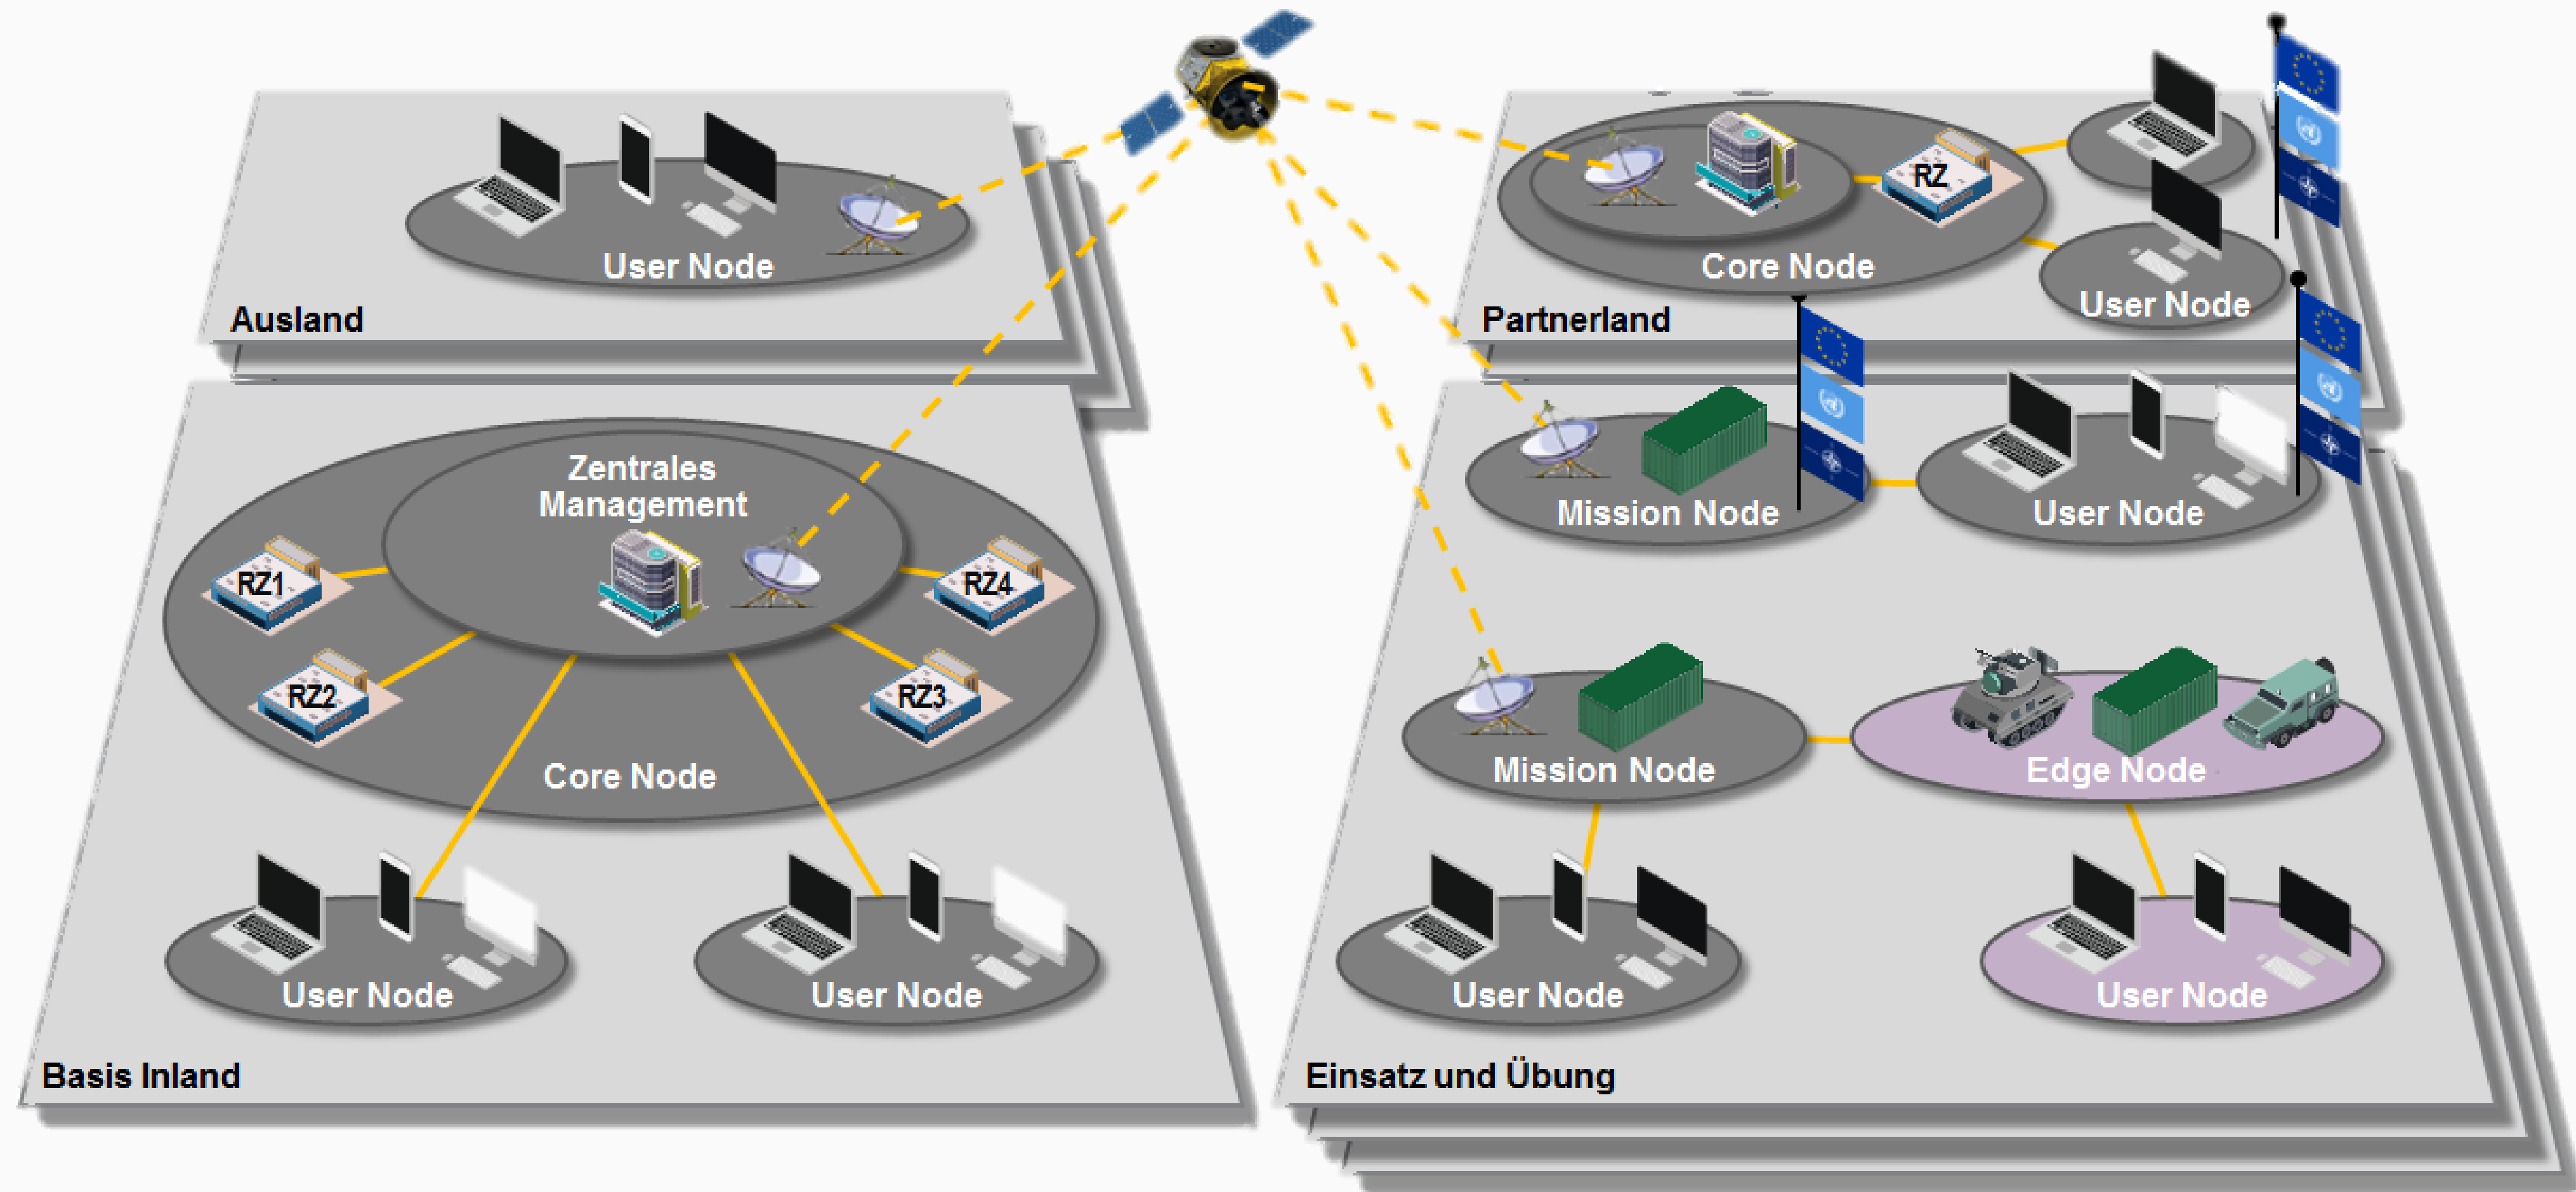 User Node
Ausland
RZ
Core Node
User Node
Partnerland
Zentrales
Management
RZ1
RZ4
RZ2
RZ3
Core Node
User Node
User Node
Basis Inland
Mission Node
User Node
Mission Node
Edge Node
User Node
User Node
Einsatz und Übung